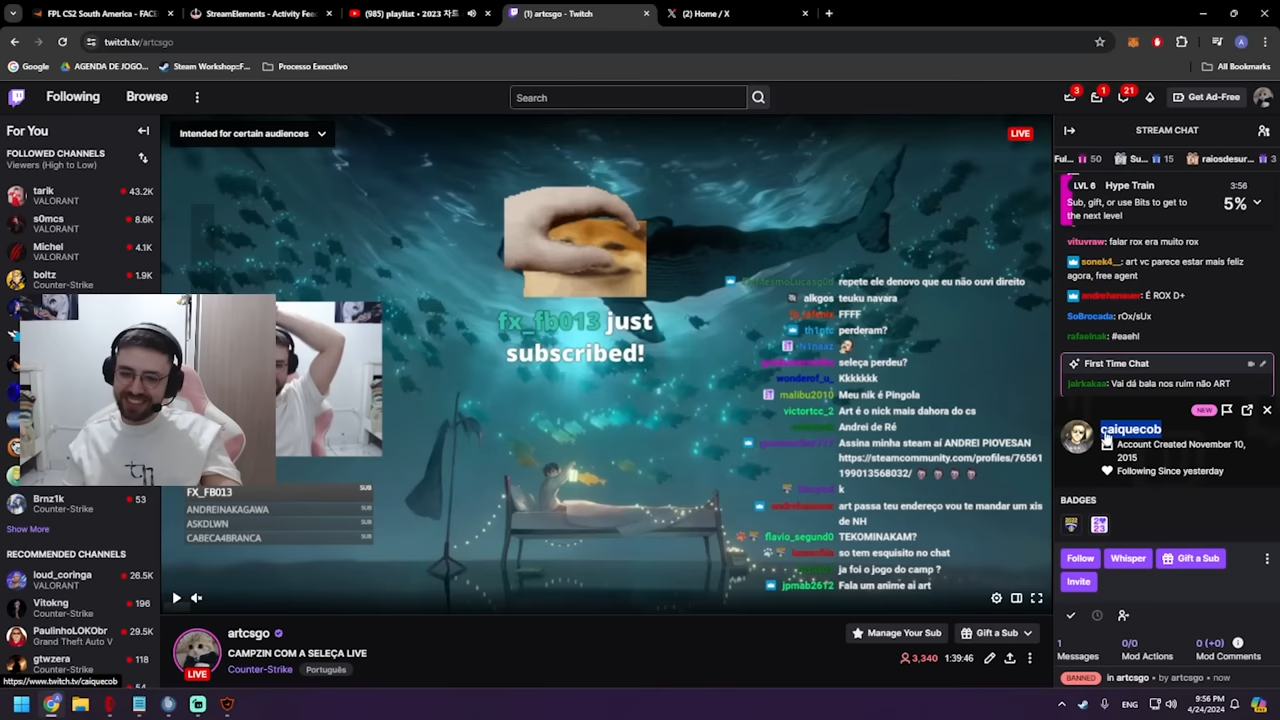 FPL CS2 South America - FACE
StreamElements - Activity Fee
(985) playlist • 2023 차트
(1) artcsgo - Twitch
(2) Home / X
twitch.tv/artcsgo
Google
AGENDA DE JOGO...
Steam Workshop::F...
Processo Executivo
All Bookmarks
Following
Browse
Search
3
1
21
Get Ad-Free
For You
FOLLOWED CHANNELS
Viewers (High to Low)
tarik
43.2K
VALORANT
s0mcs
8.6K
VALORANT
Michel
4.1K
VALORANT
boltz
1.9K
Counter-Strike
Brnz1k
53
Counter-Strike
Show More
RECOMMENDED CHANNELS
loud_coringa
26.5K
VALORANT
Vitokng
196
Counter-Strike
PaulinhoLOKObr
29.5K
Grand Theft Auto V
gtwzera
118
Counter-Strike
https://www.twitch.tv/caiquecob
Intended for certain audiences
LIVE
fx_fb013 just
subscribed!
FX_FB013 SUB
ANDREINAKAGAWA SUB
ASKDLWN SUB
CABECA4BRANCA SUB
repete ele denovo que eu não ouvi direito
alkgos teuku navara
FFFF
th1nfc perderam?
N1naaz
seleça perdeu?
wonderof_u_ Kkkkkkk
malibu2010 Meu nik é Pingola
victortcc_2 Art é o nick mais dahora do cs
Andrei de Ré
Assina minha steam aí ANDREI PIOVESAN
https://steamcommunity.com/profiles/76561
199013568032/
k
andrehanauer art passa teu endereço vou te mandar um xis
de NH
flavio_segund0 TEKOMINAKAM?
so tem esquisito no chat
ja foi o jogo do camp ?
jpmab2612 Fala um anime ai art
artcsgo
CAMPZIN COM A SELEÇA LIVE
Counter-Strike
Português
LIVE
Manage Your Sub
Gift a Sub
3,340
1:39:46
STREAM CHAT
Ful... 50
Su... 15
raiosdesur... 3
LVL 6 Hype Train
3:56
Sub, gift, or use Bits to get to
the next level
5%
vituvraw: falar rox era muito rox
sonek4__: art vc parece estar mais feliz
agora, free agent
andrehanauer: É ROX D+
SoBrocada: rOx/sUx
rafaelnak: #eaehl
First Time Chat
jairkakaa: Vai dá bala nos ruim não ART
NEW
caiquecob
Account Created November 10,
2015
Following Since yesterday
BADGES
Follow
Whisper
Gift a Sub
Invite
1
Messages
0/0
Mod Actions
0 (+0)
Mod Comments
BANNED in artcsgo • by artcsgo • now
ENG
9:56 PM
4/24/2024